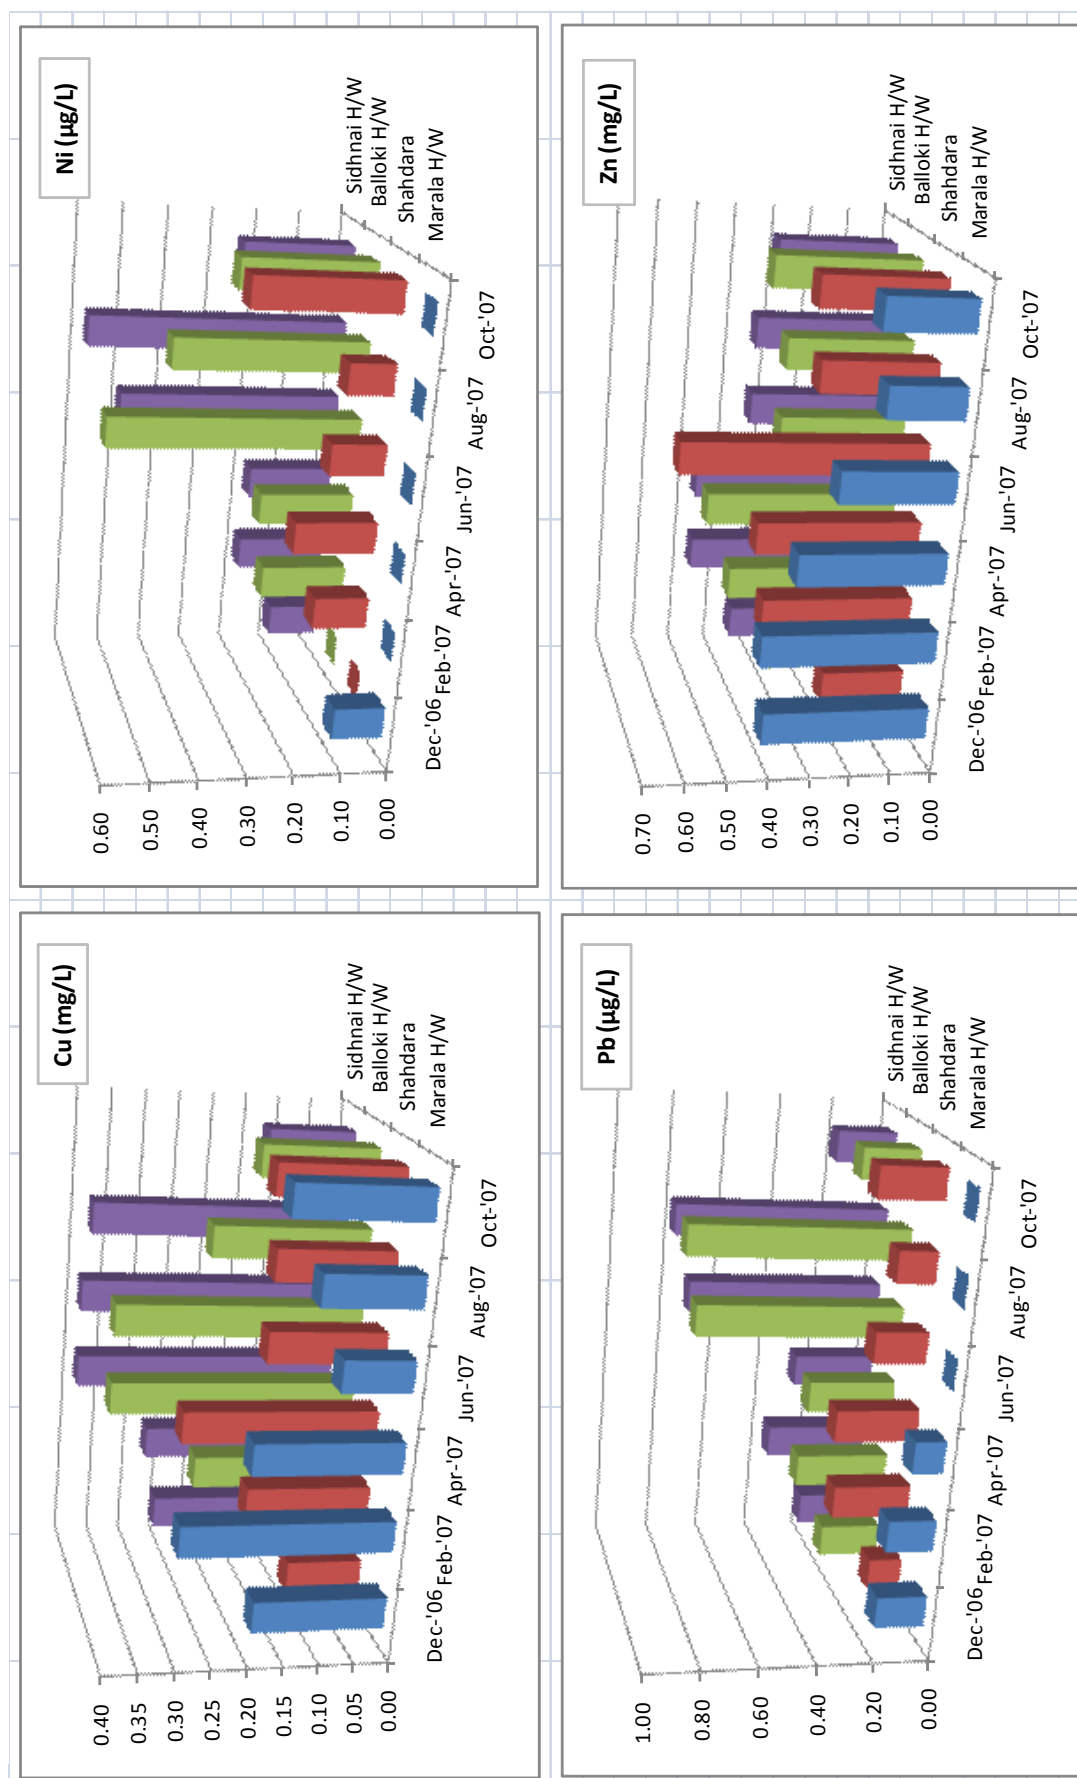 Cu (mg/L)
0.40
0.35
0.30
0.25
0.20
0.15
0.10
0.05
0.00
Dec-'06
Feb-'07
Apr-'07
Jun-'07
Aug-'07
Oct-'07
Sidhnai H/W
Balloki H/W
Shahdara
Marala H/W
Ni (µg/L)
0.60
0.50
0.40
0.30
0.20
0.10
0.00
Dec-'06
Feb-'07
Apr-'07
Jun-'07
Aug-'07
Oct-'07
Sidhnai H/W
Balloki H/W
Shahdara
Marala H/W
Pb (µg/L)
1.00
0.80
0.60
0.40
0.20
0.00
Dec-'06
Feb-'07
Apr-'07
Jun-'07
Aug-'07
Oct-'07
Sidhnai H/W
Balloki H/W
Shahdara
Marala H/W
Zn (mg/L)
0.70
0.60
0.50
0.40
0.30
0.20
0.10
0.00
Dec-'06
Feb-'07
Apr-'07
Jun-'07
Aug-'07
Oct-'07
Sidhnai H/W
Balloki H/W
Shahdara
Marala H/W